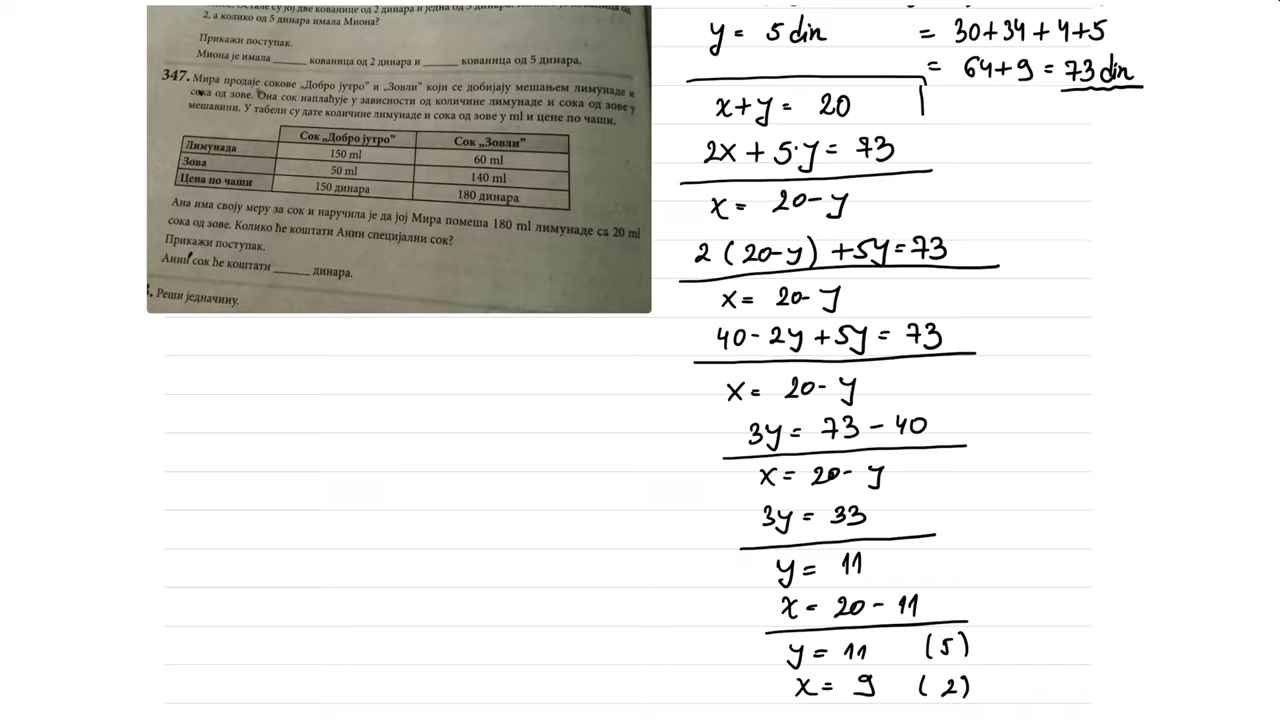 2, а колико од 5 динара имала Миона?
Прикажи поступак.
Миона је имала ______ кованица од 2 динара и ______ кованица од 5 динара.
347. Мира продаје сокове „Добро јутро” и „Зовли” који се добијају мешањем лимунаде и
сока од зове. Она сок наплаћује у зависности од количине лимунаде и сока од зове у
мешавини. У табели су дате количине лимунаде и сока од зове у ml и цене по чаши.
Сок „Добро јутро” Сок „Зовли”
Лимунада 150 ml 60 ml
Зова 50 ml 140 ml
Цена по чаши 150 динара 180 динара
Ана има своју меру за сок и наручила је да јој Мира помеша 180 ml лимунаде са 20 ml
сока од зове. Колико ће коштати Анин специјални сок?
Прикажи поступак.
Анин сок ће коштати ______ динара.
Реши једначину.
y = 5 din = 30+34+4+5
= 64+9 = 73 din
x+y = 20
2x + 5·y = 73
x = 20-y
2 (20-y) +5y=73
x = 20-y
40-2y+5y = 73
x = 20-y
3y = 73-40
x = 20-y
3y = 33
y = 11
x = 20-11
y = 11 (5)
x = 9 (2)